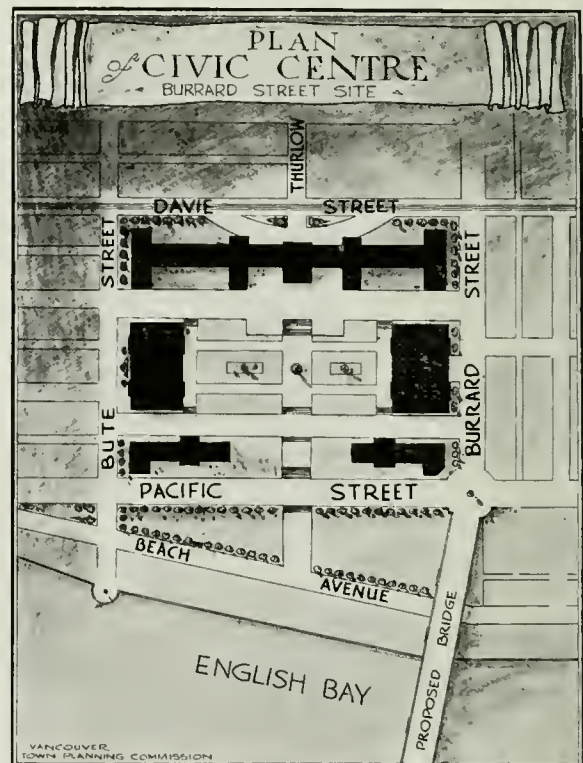 PLAN
of CIVIC CENTRE
BURRARD STREET SITE
THURLOW
DAVIE STREET
STREET
STREET
BUTE
BURRARD
PACIFIC STREET
BEACH
AVENUE
PROPOSED BRIDGE
ENGLISH BAY
VANCOUVER
TOWN PLANNING COMMISSION